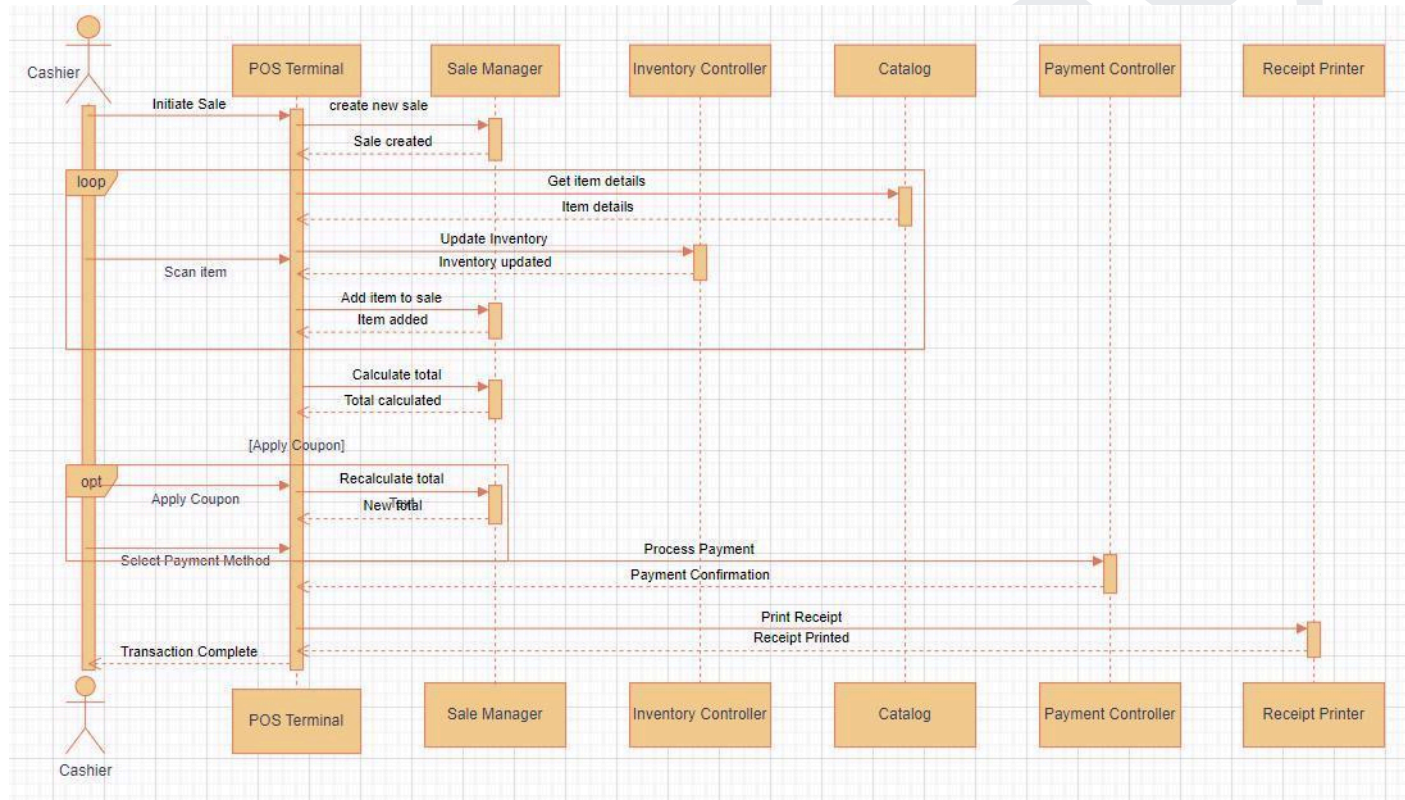 Cashier
POS Terminal
Sale Manager
Inventory Controller
Catalog
Payment Controller
Receipt Printer
Initiate Sale
create new sale
Sale created
loop
Get item details
Item details
Update Inventory
Scan item
Inventory updated
Add item to sale
Item added
Calculate total
Total calculated
[Apply Coupon]
opt
Recalculate total
Apply Coupon
Text
New total
Select Payment Method
Process Payment
Payment Confirmation
Print Receipt
Receipt Printed
Transaction Complete
POS Terminal
Sale Manager
Inventory Controller
Catalog
Payment Controller
Receipt Printer
Cashier